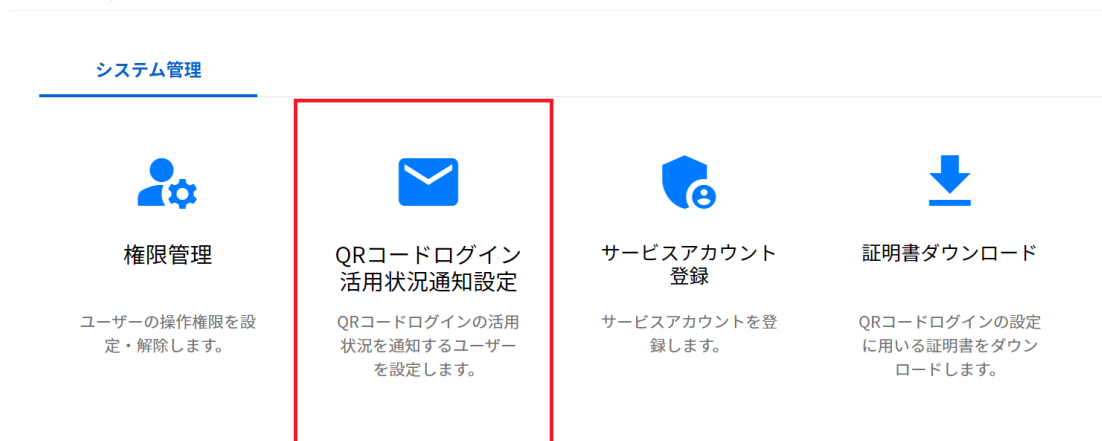 システム管理
権限管理
ユーザーの操作権限を設
定・解除します。
QRコードログイン
活用状況通知設定
QRコードログインの活用
状況を通知するユーザー
を設定します。
サービスアカウント
登録
サービスアカウントを登
録します。
証明書ダウンロード
QRコードログインの設定
に用いる証明書をダウン
ロードします。